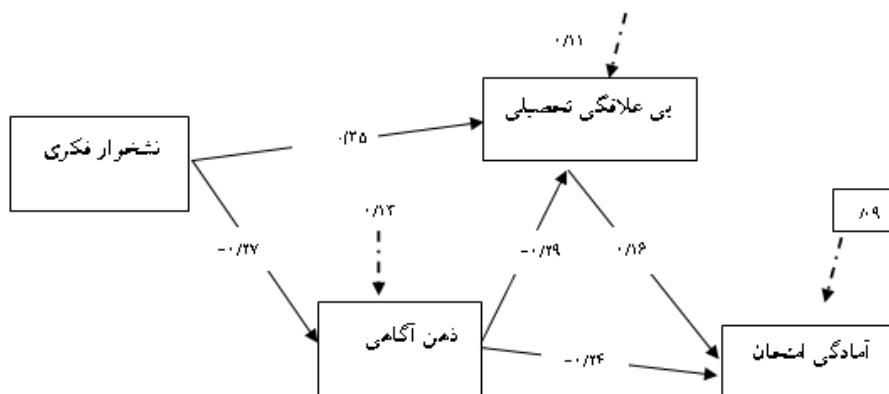 ۰/۱۱
بی علاقگی تحصیلی
نشخوار فکری
۰/۲۵
۰/۱۳
/۰۹
-۰/۲۷
-۰/۲۹
۰/۱۶
ذهن آگاهی
آمادگی امتحان
-۰/۲۴